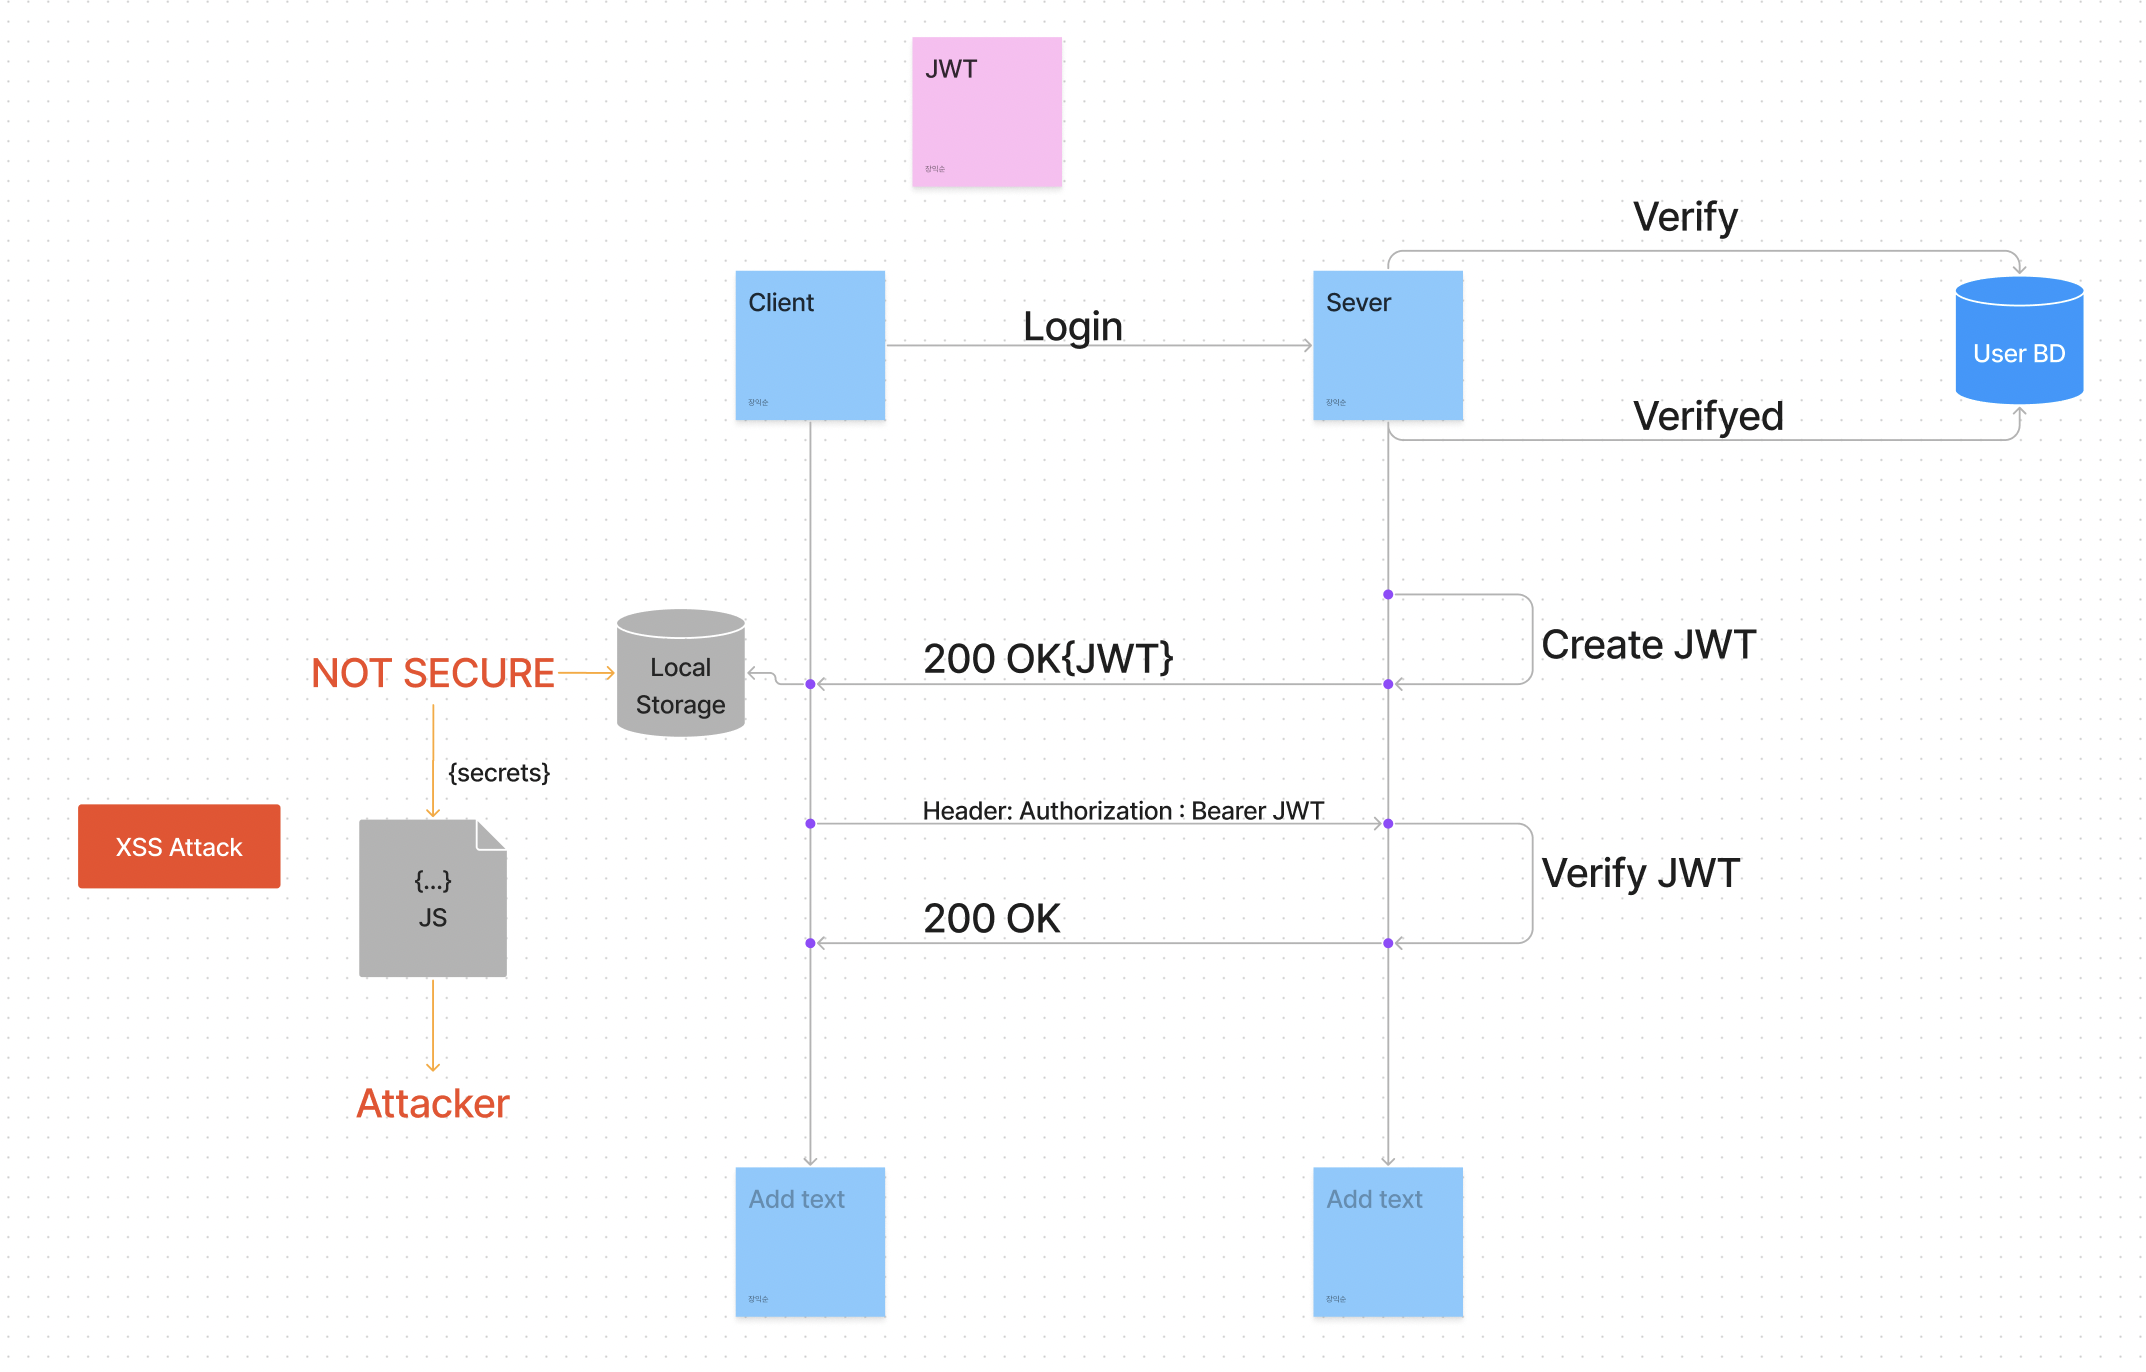 JWT
장익순
Verify
Client
장익순
Login
Sever
장익순
User BD
Verifyed
NOT SECURE
Local
Storage
200 OK{JWT}
Create JWT
{secrets}
XSS Attack
{...}
JS
Header: Authorization : Bearer JWT
Verify JWT
200 OK
Attacker
Add text
장익순
Add text
장익순